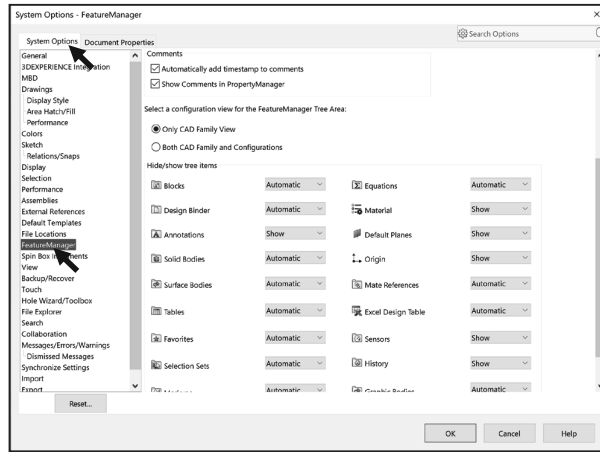 System Options - FeatureManager
Search Options
System Options Document Properties
General
3DEXPERIENCE Integration
MBD
Drawings
Display Style
Area Hatch/Fill
Performance
Colors
Sketch
Relations/Snaps
Display
Selection
Performance
Assemblies
External References
Default Templates
File Locations
FeatureManager
Spin Box
View
Backup/Recover
Touch
Hole Wizard/Toolbox
File Explorer
Search
Collaboration
Messages/Errors/Warnings
Dismissed Messages
Synchronize Settings
Import
Export
Reset...
Comments
Automatically add timestamp to comments
Show Comments in PropertyManager
Select a configuration view for the FeatureManager Tree Area:
Only CAD Family View
Both CAD Family and Configurations
Hide/show tree items
Blocks Automatic Equations Automatic
Design Binder Automatic Material Show
Annotations Show Default Planes Show
Solid Bodies Automatic Origin Show
Surface Bodies Automatic Mate References Automatic
Tables Automatic Excel Design Table Automatic
Favorites Automatic Sensors Show
Selection Sets Automatic History Show
Automatic Graphic Bodies Automatic
OK Cancel Help